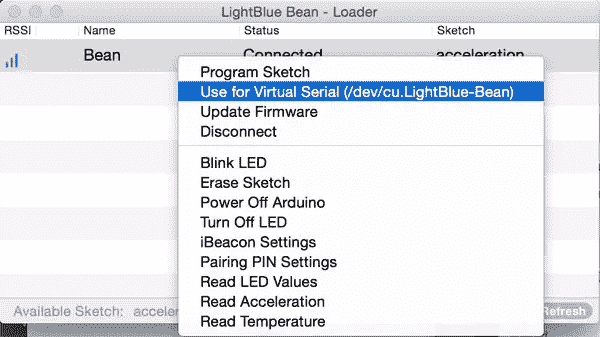 LightBlue Bean - Loader
RSSI Name Status Sketch
Bean Connected acceleration
Program Sketch
Use for Virtual Serial (/dev/cu.LightBlue-Bean)
Update Firmware
Disconnect
Blink LED
Erase Sketch
Power Off Arduino
Turn Off LED
iBeacon Settings
Pairing PIN Settings
Read LED Values
Read Acceleration
Available Sketch: acceler Refresh
Read Temperature